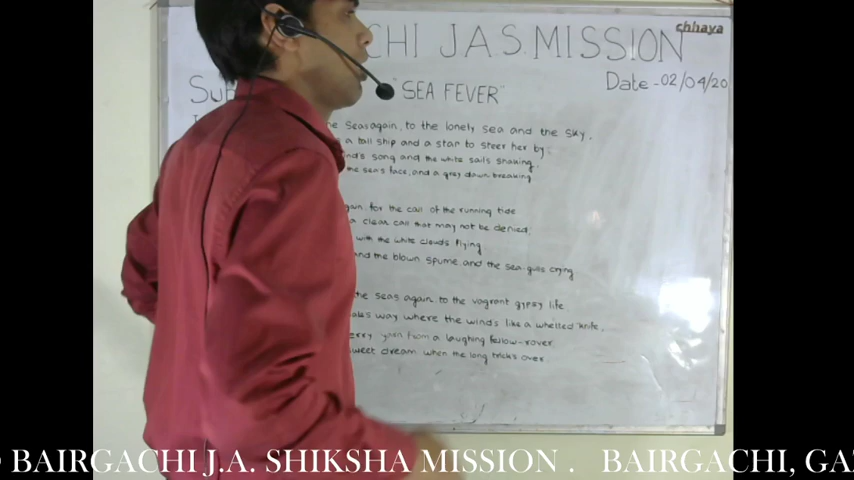 CHI J.A.S. MISSION
chhaya
Sub
"SEA FEVER"
Date - 02/04/20
he seas again, to the lonely sea and the sky,
a tall ship and a star to steer her by
nd's song and the white sails shaking,
the sea's face, and a grey dawn breaking
gain, for the call of the running tide
a clear call that may not be denied;
with the white clouds flying,
and the blown spume and the sea-gulls crying
the seas again to the vagrant gypsy life
ale's way where the wind's like a whetted knife,
erry yarn from a laughing fellow-rover
sweet dream when the long trick's over
BAIRGACHI J.A. SHIKSHA MISSION . BAIRGACHI, GA